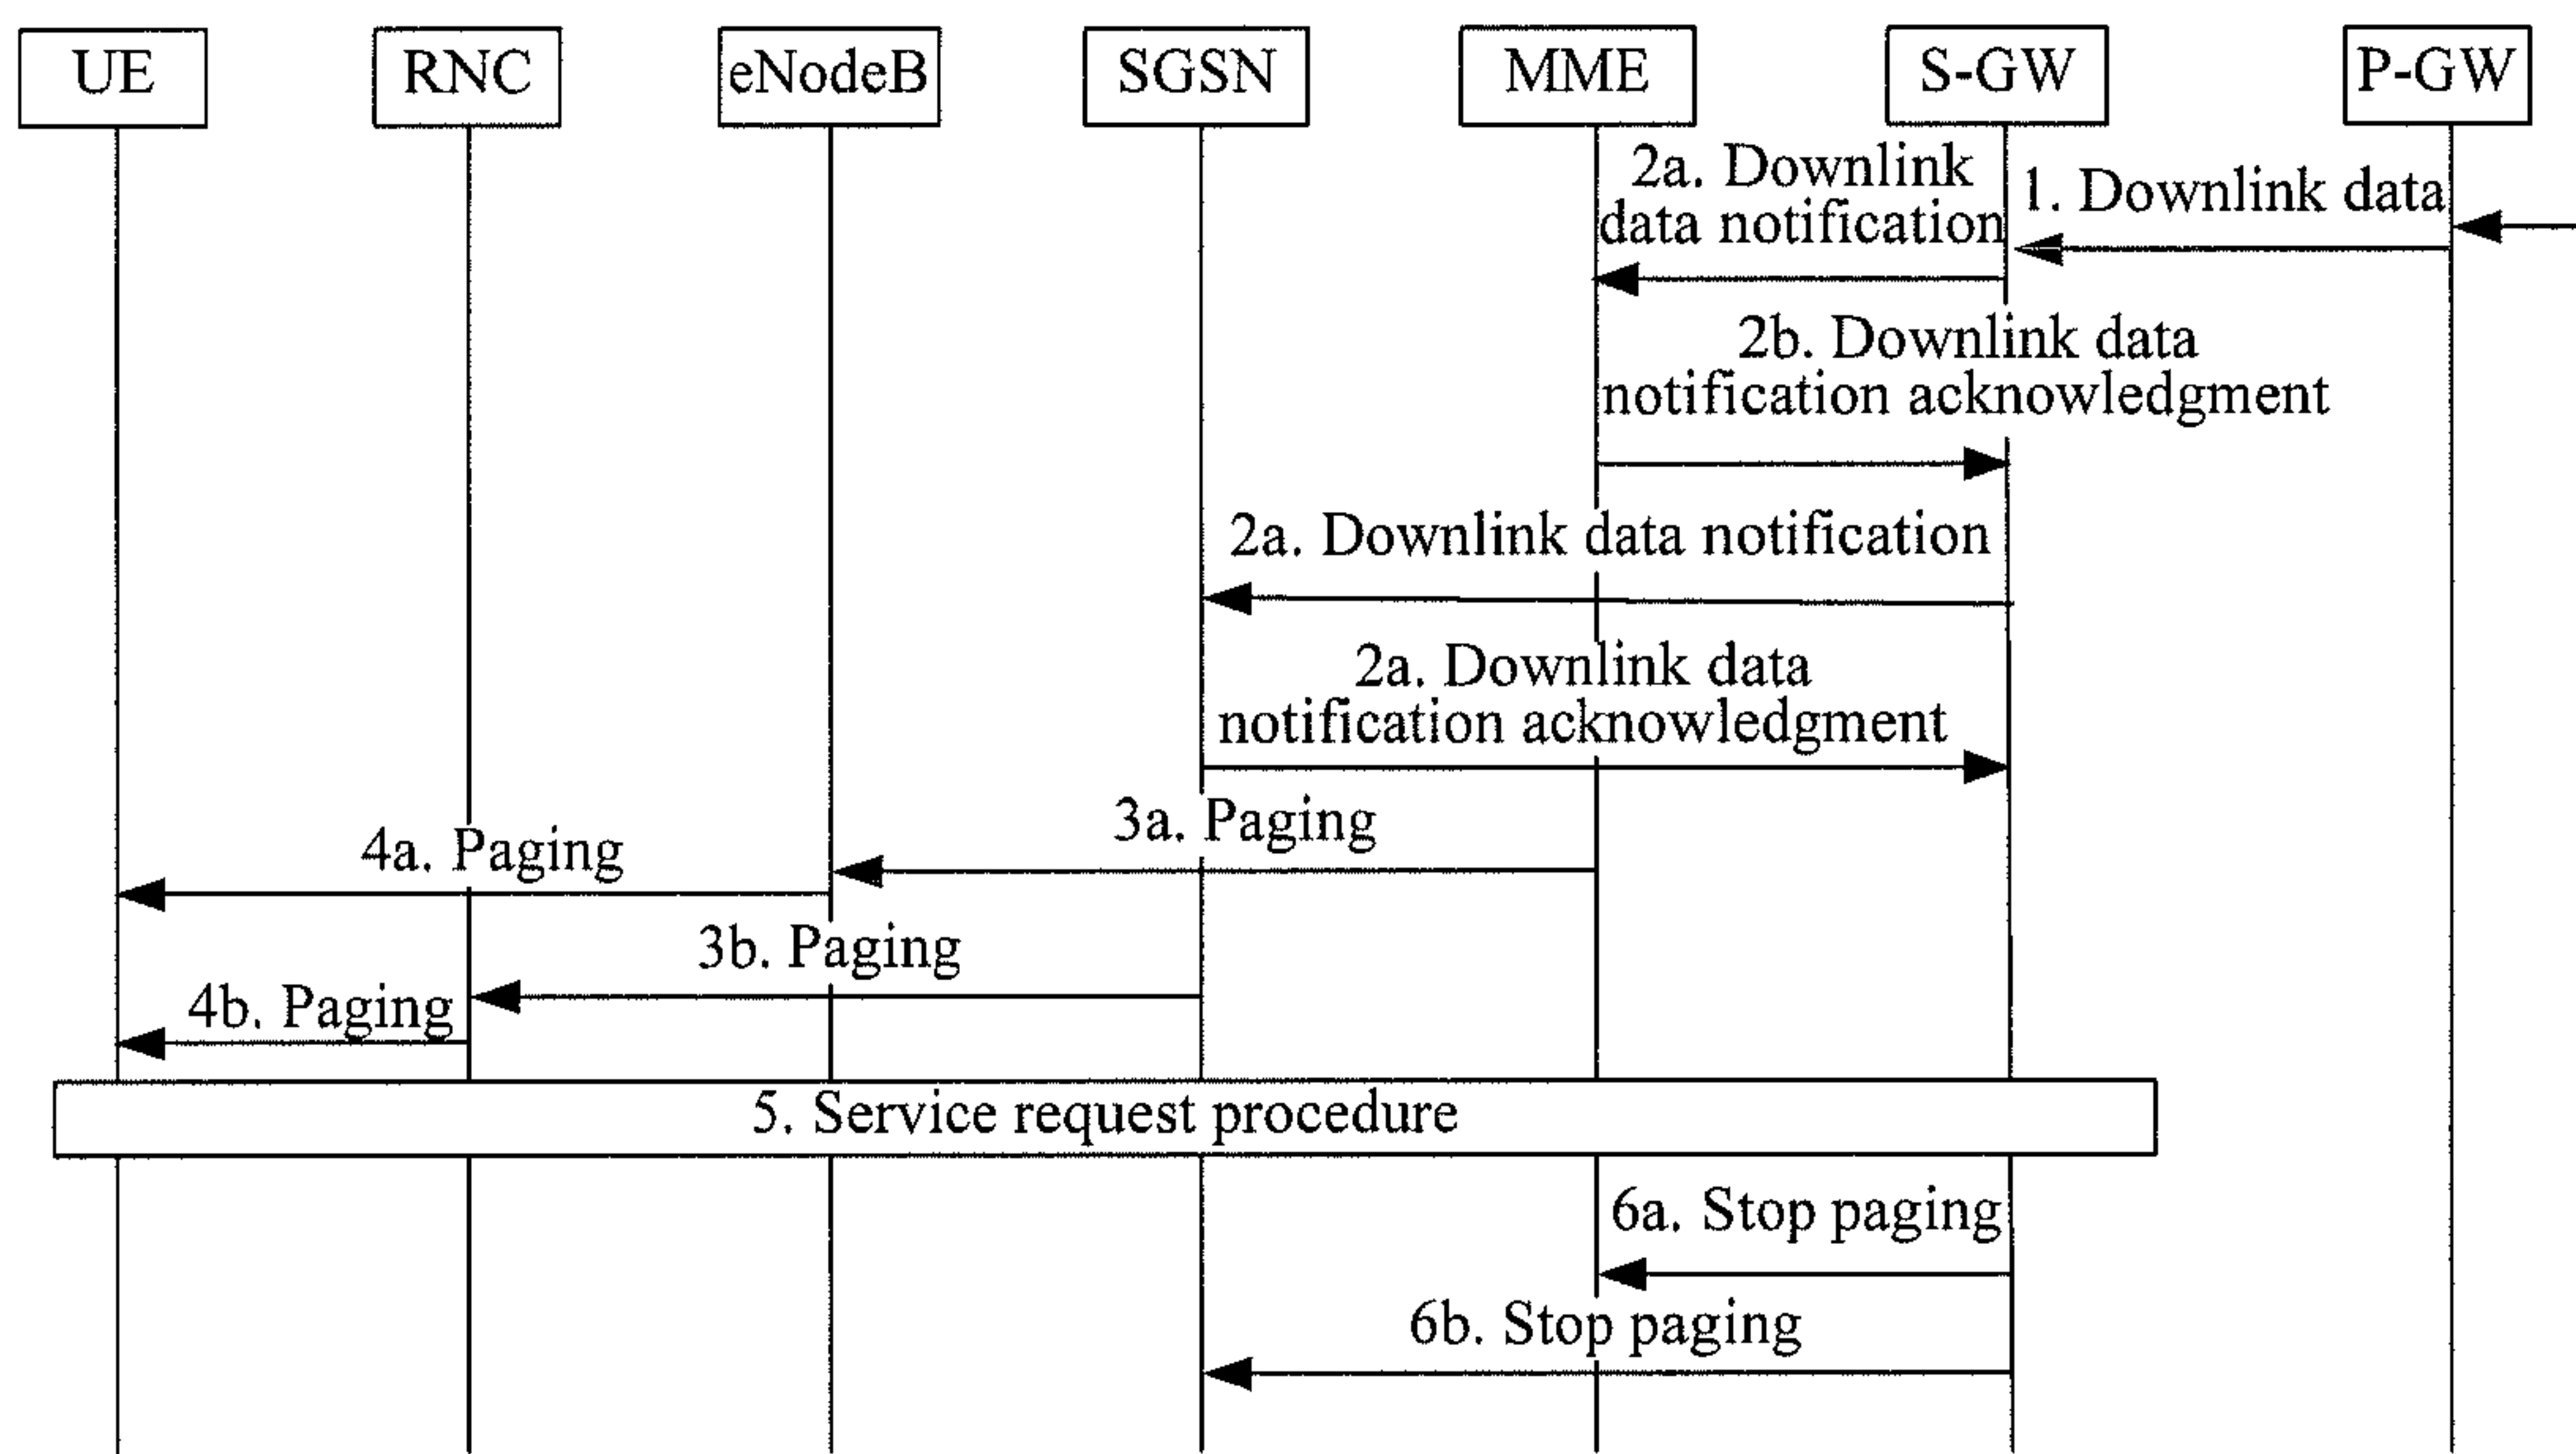 UE
RNC
eNodeB
SGSN
MME
S-GW
P-GW
2a. Downlink
data notification
1. Downlink data
2b. Downlink data
notification acknowledgment
2a. Downlink data notification
2a. Downlink data
notification acknowledgment
3a. Paging
4a. Paging
3b. Paging
4b. Paging
5. Service request procedure
6a. Stop paging
6b. Stop paging